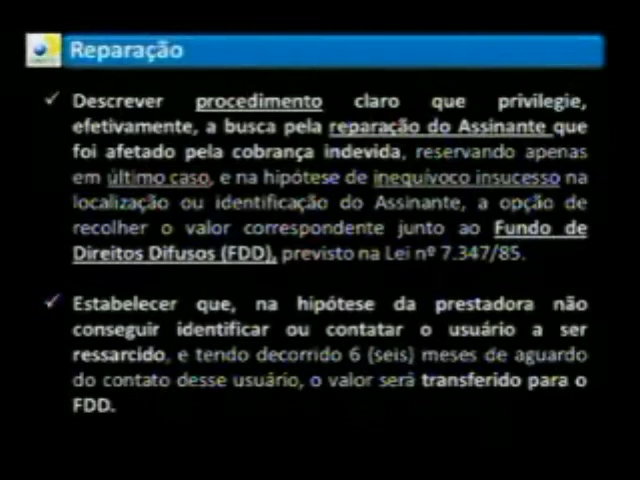 Reparação
✓ Descrever procedimento claro que privilegie,
efetivamente, a busca pela reparação do Assinante que
foi afetado pela cobrança indevida, reservando apenas
em último caso, e na hipótese de inequívoco insucesso na
localização ou identificação do Assinante, a opção de
recolher o valor correspondente junto ao Fundo de
Direitos Difusos (FDD), previsto na Lei nº 7.347/85.
✓ Estabelecer que, na hipótese da prestadora não
conseguir identificar ou contatar o usuário a ser
ressarcido, e tendo decorrido 6 (seis) meses de aguardo
do contato desse usuário, o valor será transferido para o
FDD.